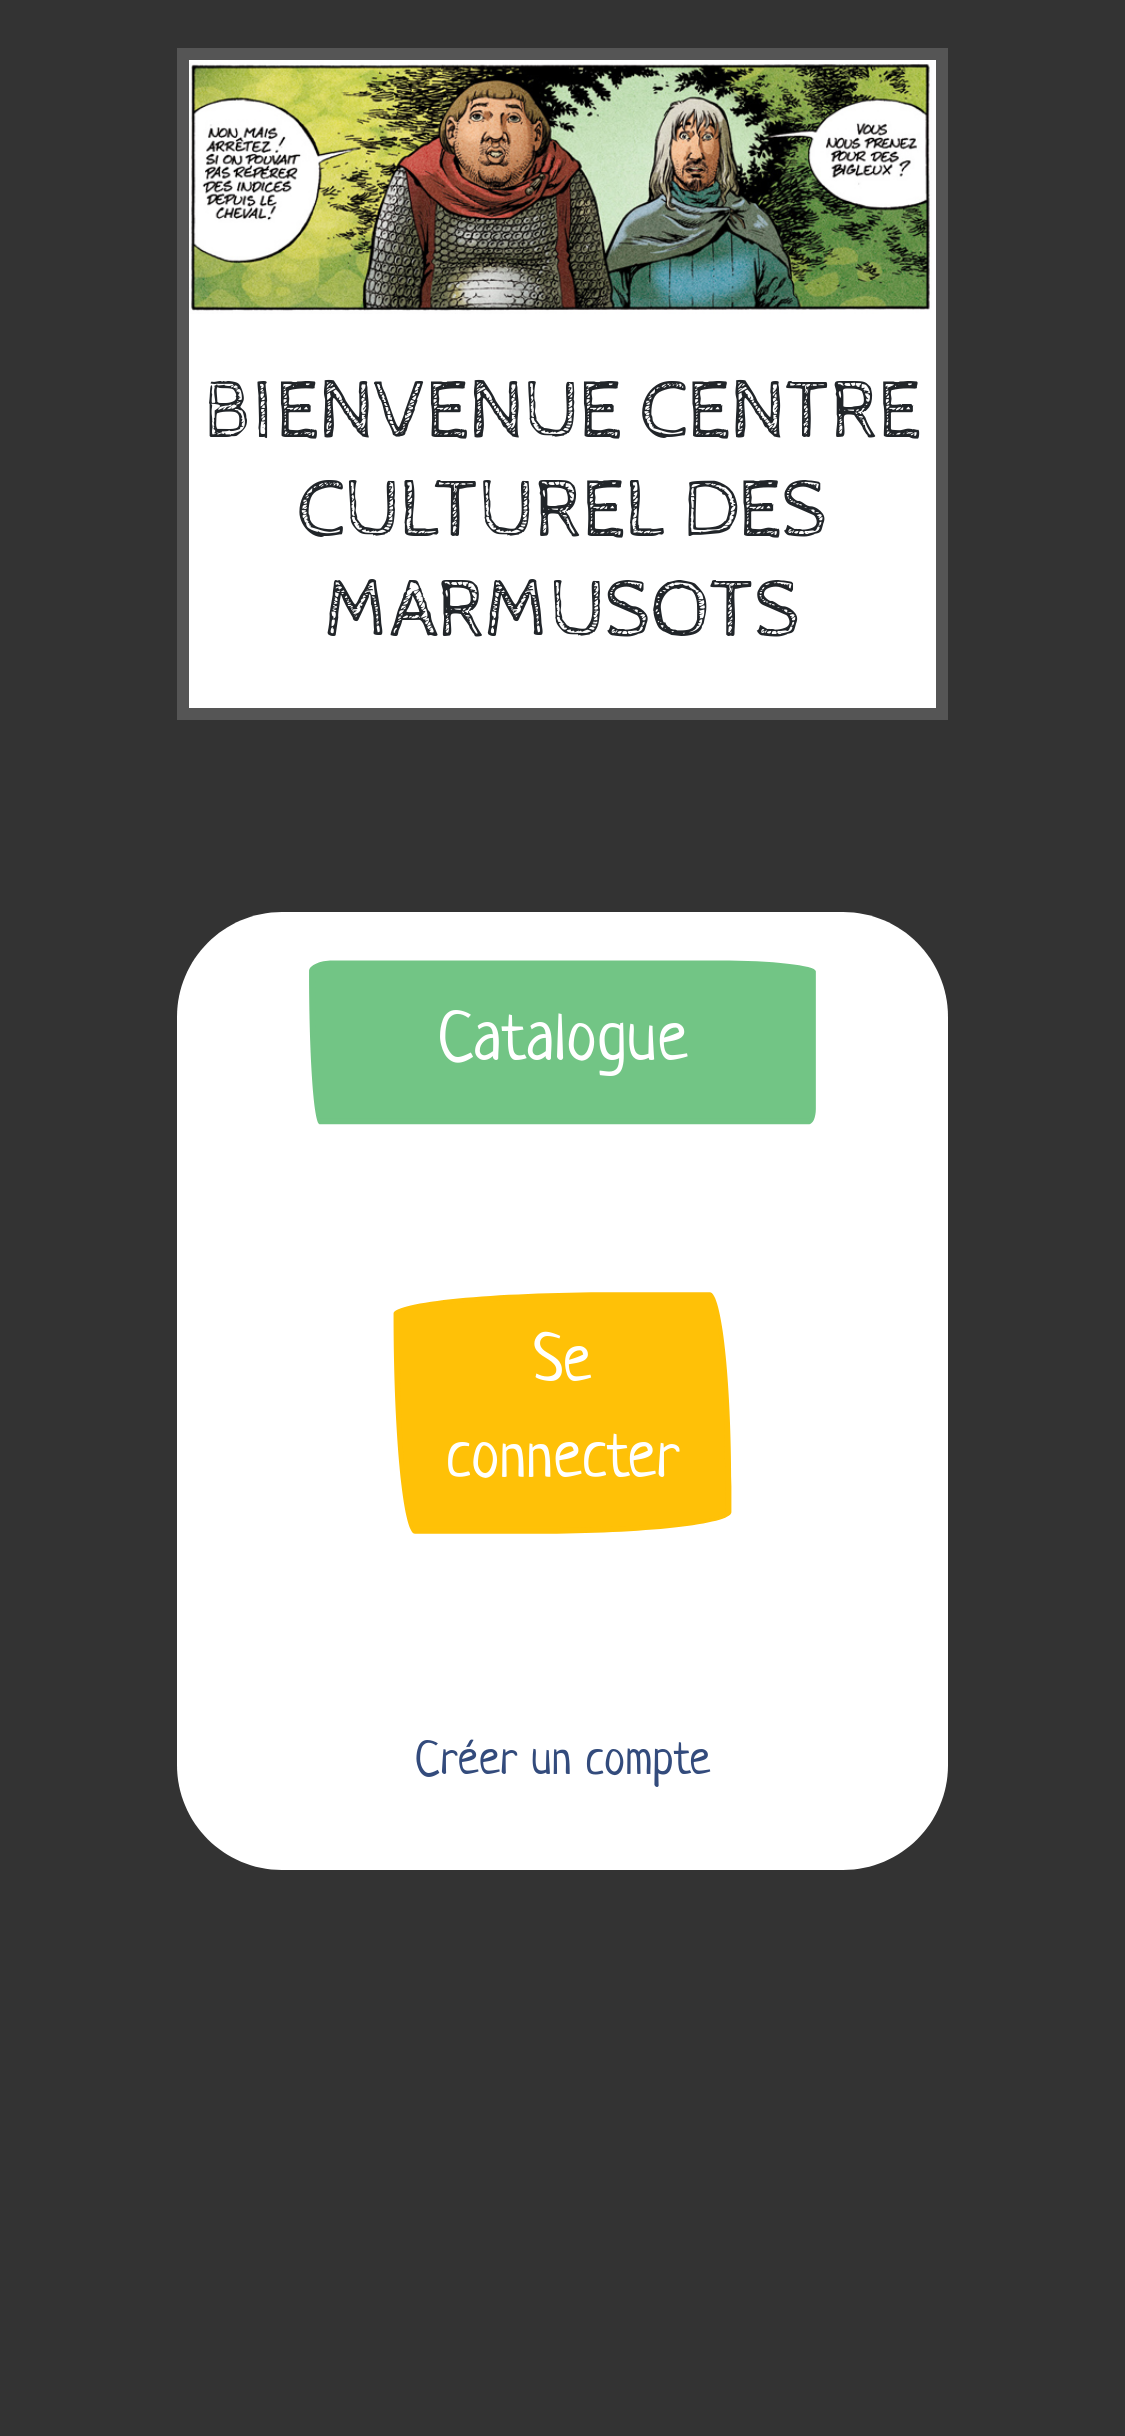 NON MAIS
ARRÊTEZ !
SI ON POUVAIT
PAS REPÉRER
DES INDICES
DEPUIS LE
CHEVAL !
VOUS
NOUS PRENEZ
POUR DES
BIGLEUX ?
BIENVENUE CENTRE
CULTUREL DES
MARMUSOTS
Catalogue
Se
connecter
Créer un compte